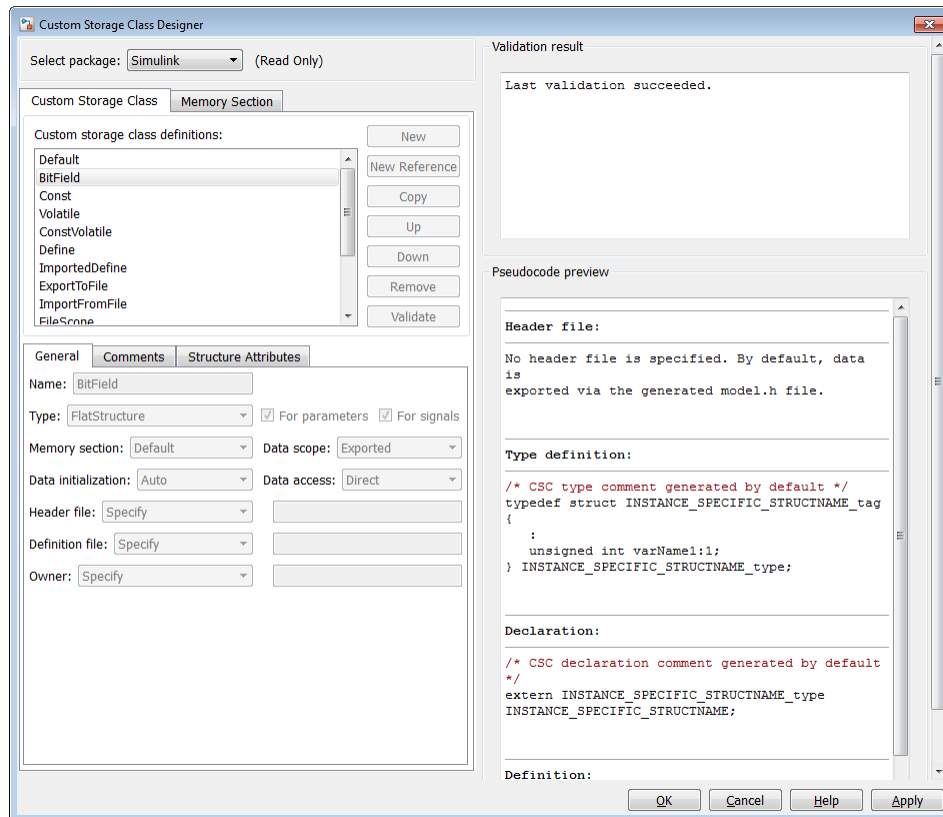 Custom Storage Class Designer
Select package: Simulink (Read Only)
Custom Storage Class Memory Section
Custom storage class definitions:
Default
BitField
Const
Volatile
ConstVolatile
Define
ImportedDefine
ExportToFile
ImportFromFile
FileScope
New
New Reference
Copy
Up
Down
Remove
Validate
General Comments Structure Attributes
Name: BitField
Type: FlatStructure For parameters For signals
Memory section: Default Data scope: Exported
Data initialization: Auto Data access: Direct
Header file: Specify
Definition file: Specify
Owner: Specify
Validation result
Last validation succeeded.
Pseudocode preview
Header file:
No header file is specified. By default, data
is
exported via the generated model.h file.
Type definition:
/* CSC type comment generated by default */
typedef struct INSTANCE_SPECIFIC_STRUCTNAME_tag
{
:
unsigned int varName1:1;
} INSTANCE_SPECIFIC_STRUCTNAME_type;
Declaration:
/* CSC declaration comment generated by default
*/
extern INSTANCE_SPECIFIC_STRUCTNAME_type
INSTANCE_SPECIFIC_STRUCTNAME;
Definition:
OK Cancel Help Apply